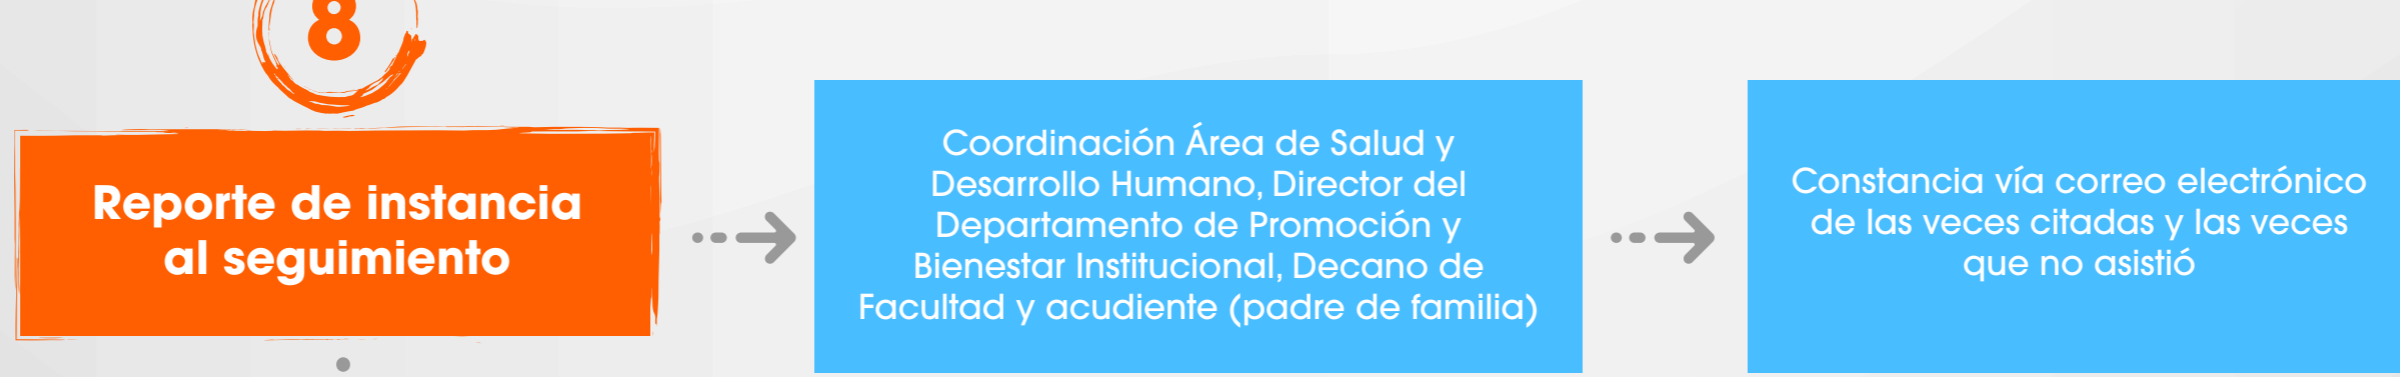 8
Reporte de instancia
al seguimiento
Coordinación Área de Salud y
Desarrollo Humano, Director del
Departamento de Promoción y
Bienestar Institucional, Decano de
Facultad y acudiente (padre de familia)
Constancia vía correo electrónico
de las veces citadas y las veces
que no asistió